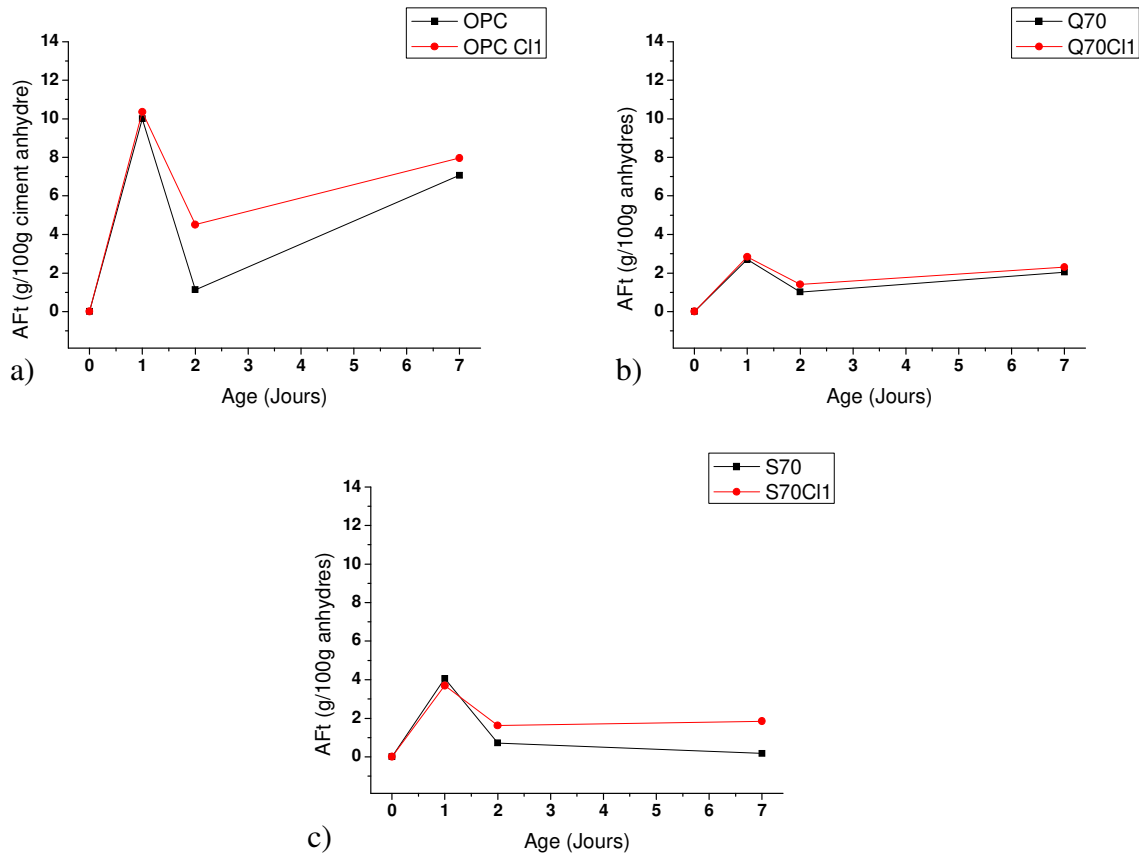 OPC
OPC Cl1
14
12
10
8
6
4
2
0
AFt (g/100g ciment anhydre)
0 1 2 3 4 5 6 7
Age (Jours)
a)
Q70
Q70Cl1
14
12
10
8
6
4
2
0
AFt (g/100g anhydres)
0 1 2 3 4 5 6 7
Age (Jours)
b)
S70
S70Cl1
14
12
10
8
6
4
2
0
AFt (g/100g anhydres)
0 1 2 3 4 5 6 7
Age (Jours)
c)